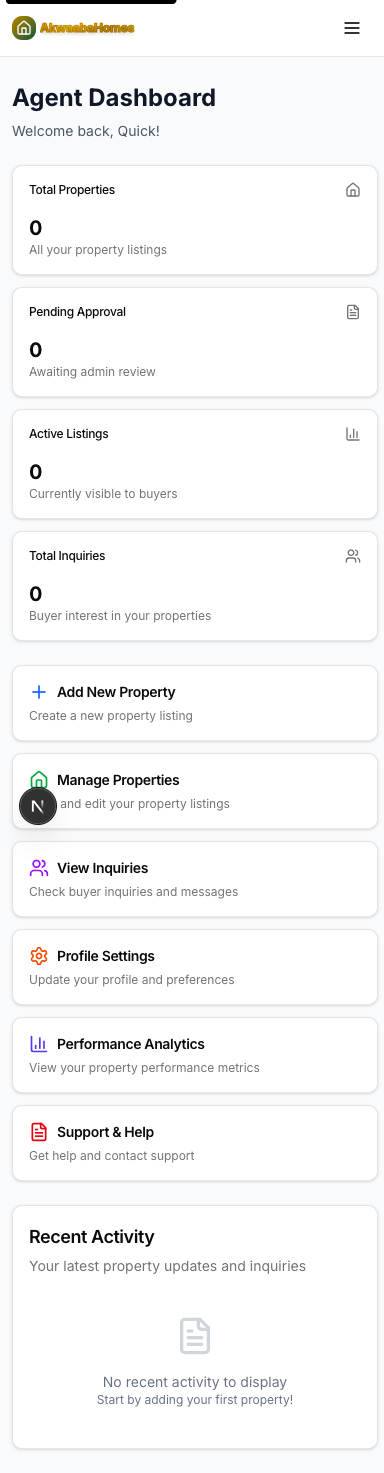 AkwaabaHomes
Agent Dashboard
Welcome back, Quick!
Total Properties
0
All your property listings
Pending Approval
0
Awaiting admin review
Active Listings
0
Currently visible to buyers
Total Inquiries
0
Buyer interest in your properties
Add New Property
Create a new property listing
Manage Properties
N
and edit your property listings
View Inquiries
Check buyer inquiries and messages
Profile Settings
Update your profile and preferences
Performance Analytics
View your property performance metrics
Support & Help
Get help and contact support
Recent Activity
Your latest property updates and inquiries
No recent activity to display
Start by adding your first property!